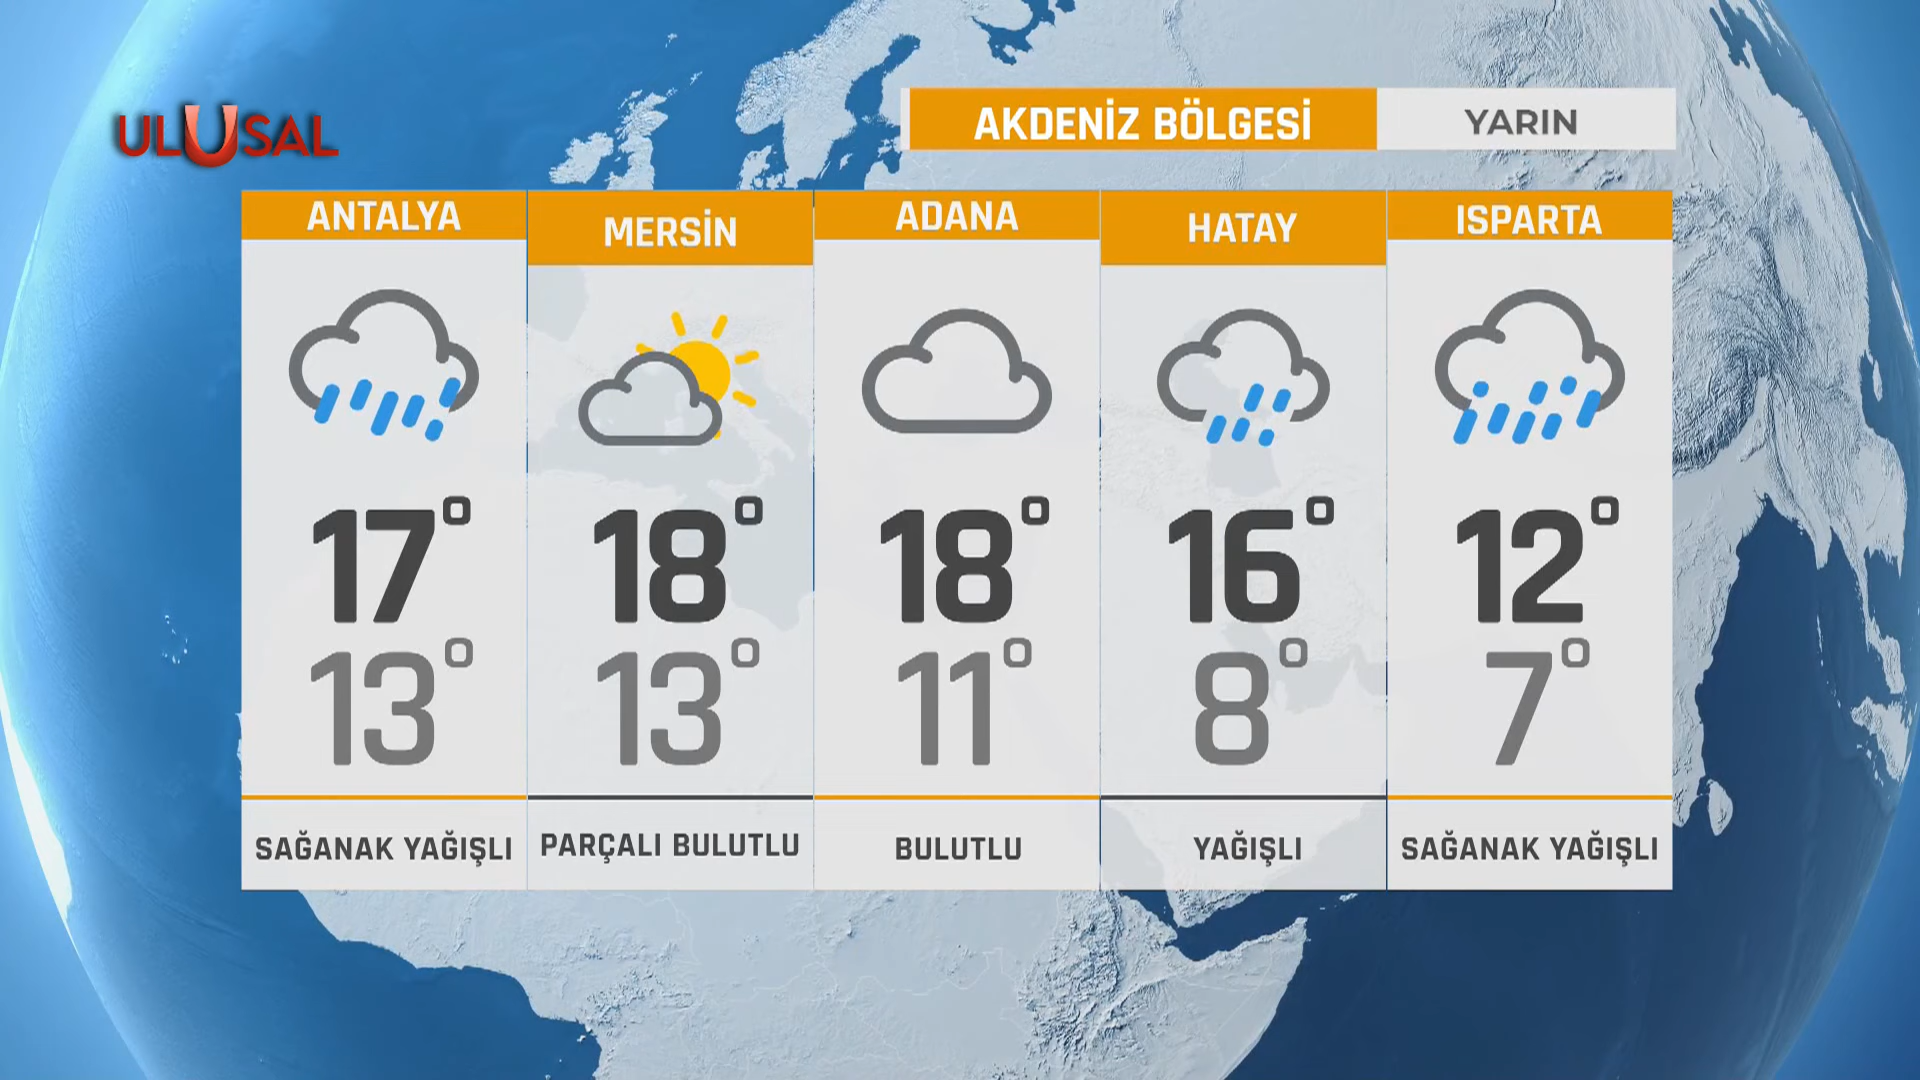 ULUSAL
AKDENİZ BÖLGESİ
YARIN
ANTALYA
17°
13°
SAĞANAK YAĞIŞLI
MERSİN
18°
13°
PARÇALI BULUTLU
ADANA
18°
11°
BULUTLU
HATAY
16°
8°
YAĞIŞLI
ISPARTA
12°
7°
SAĞANAK YAĞIŞLI